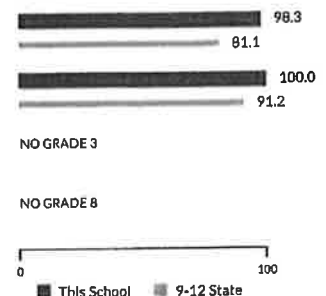 98.3
81.1
100.0
91.2
NO GRADE 3
NO GRADE 8
0 100
This School 9-12 State